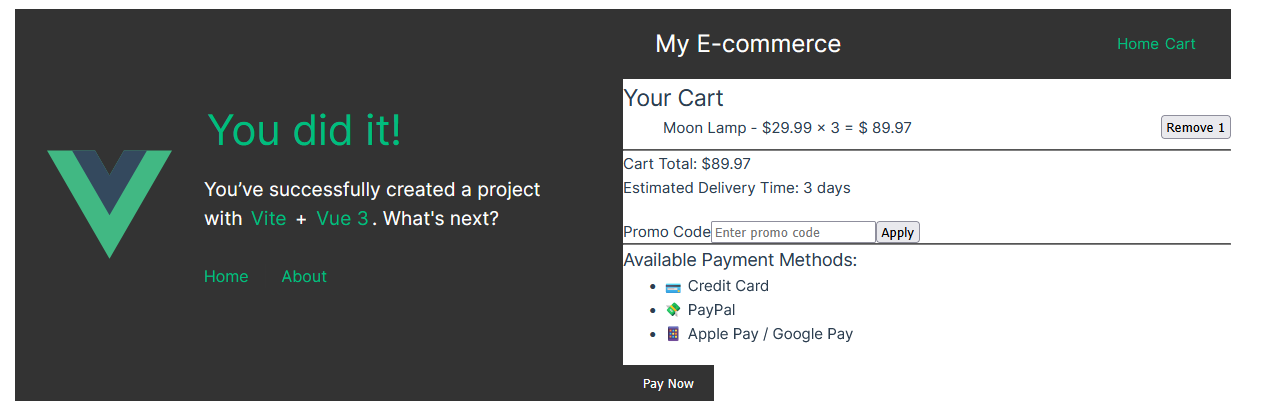 You did it!
You’ve successfully created a project
with Vite + Vue 3. What's next?
Home About
My E-commerce
Home Cart
Your Cart
Moon Lamp - $29.99 × 3 = $ 89.97
Remove 1
Cart Total: $89.97
Estimated Delivery Time: 3 days
Promo Code Enter promo code Apply
Available Payment Methods:
Credit Card
PayPal
Apple Pay / Google Pay
Pay Now